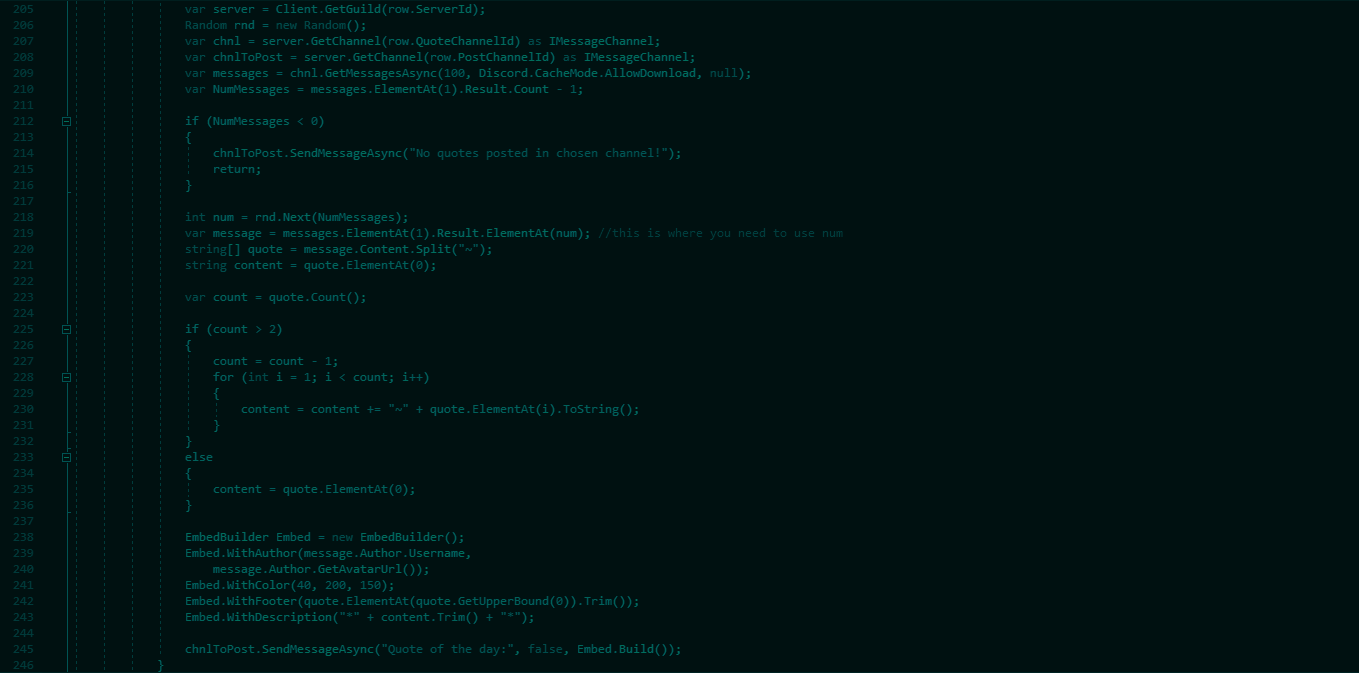 205 var server = Client.GetGuild(row.ServerId);
206 Random rnd = new Random();
207 var chnl = server.GetChannel(row.QuoteChannelId) as IMessageChannel;
208 var chnlToPost = server.GetChannel(row.PostChannelId) as IMessageChannel;
209 var messages = chnl.GetMessagesAsync(100, Discord.CacheMode.AllowDownload, null);
210 var NumMessages = messages.ElementAt(1).Result.Count - 1;
211
212 if (NumMessages < 0)
213 {
214 chnlToPost.SendMessageAsync("No quotes posted in chosen channel!");
215 return;
216 }
217
218 int num = rnd.Next(NumMessages);
219 var message = messages.ElementAt(1).Result.ElementAt(num); //this is where you need to use num
220 string[] quote = message.Content.Split("~");
221 string content = quote.ElementAt(0);
222
223 var count = quote.Count();
224
225 if (count > 2)
226 {
227 count = count - 1;
228 for (int i = 1; i < count; i++)
229 {
230 content = content += "~" + quote.ElementAt(i).ToString();
231 }
232 }
233 else
234 {
235 content = quote.ElementAt(0);
236 }
237
238 EmbedBuilder Embed = new EmbedBuilder();
239 Embed.WithAuthor(message.Author.Username,
240 message.Author.GetAvatarUrl());
241 Embed.WithColor(40, 200, 150);
242 Embed.WithFooter(quote.ElementAt(quote.GetUpperBound(0)).Trim());
243 Embed.WithDescription("*" + content.Trim() + "*");
244
245 chnlToPost.SendMessageAsync("Quote of the day:", false, Embed.Build());
246 }